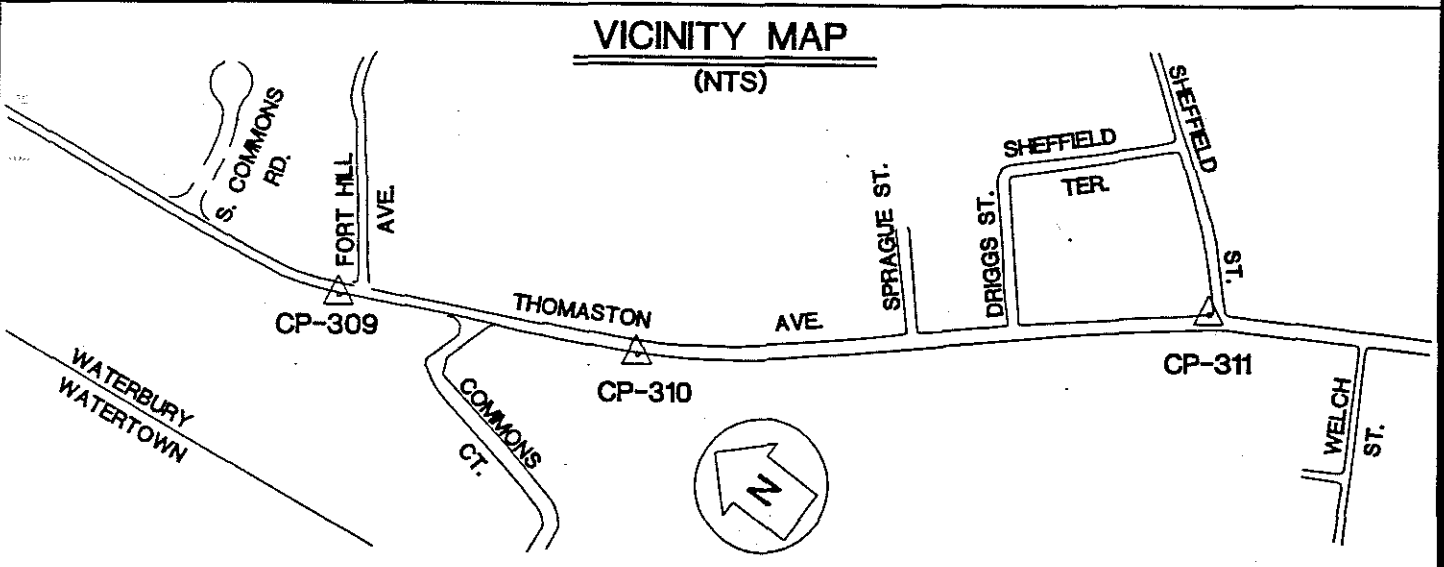 VICINITY MAP
(NTS)
S. COMMONS
RD.
FORT HILL
AVE.
CP-309
THOMASTON
AVE.
CP-310
COMMONS
CT.
WATERBURY
WATERTOWN
N
SPRAGUE ST.
DRIGGS ST.
SHEFFIELD
TER.
SHEFFIELD
ST.
CP-311
WELCH
ST.